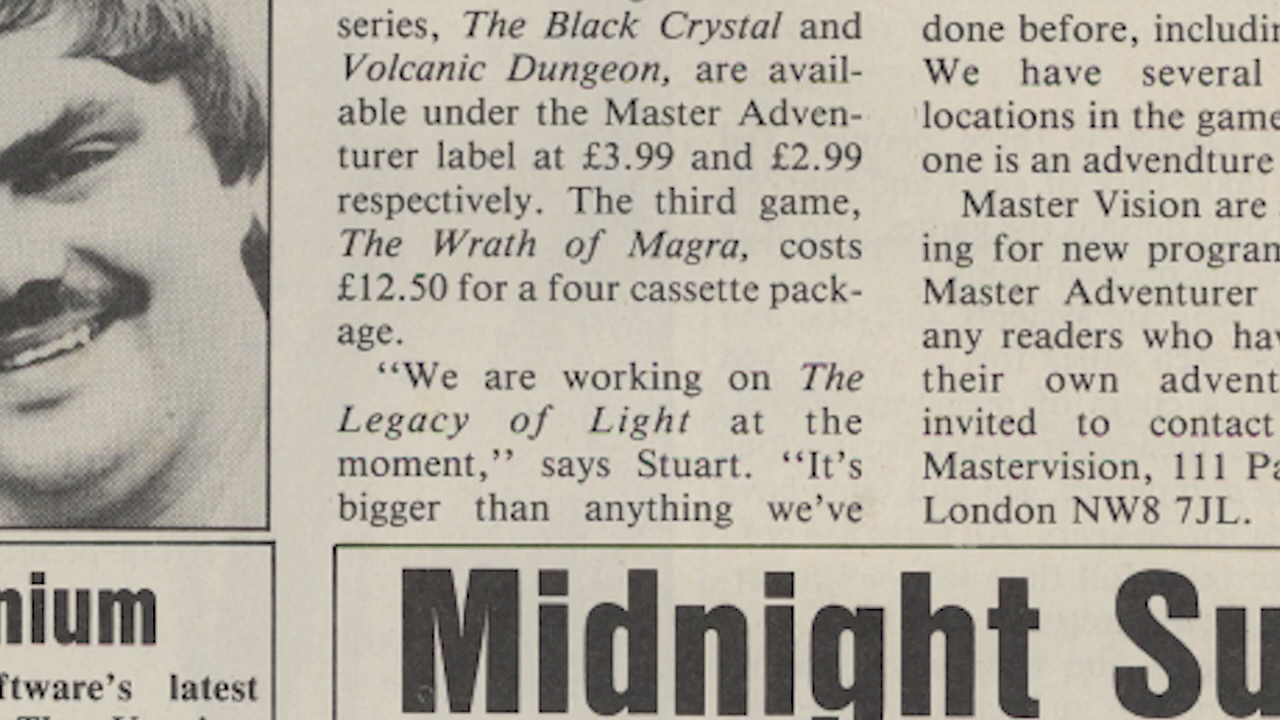 series, The Black Crystal and
Volcanic Dungeon, are avail-
able under the Master Adven-
turer label at £3.99 and £2.99
respectively. The third game,
The Wrath of Magra, costs
£12.50 for a four cassette pack-
age.
“We are working on The
Legacy of Light at the
moment,” says Stuart. “It's
bigger than anything we've
done before, includin
We have several
locations in the game
one is an advendture
Master Vision are
ing for new program
Master Adventurer
any readers who hav
their own advent
invited to contact
Mastervision, 111 Pa
London NW8 7JL.
nium
ftware's latest
Midnight Su